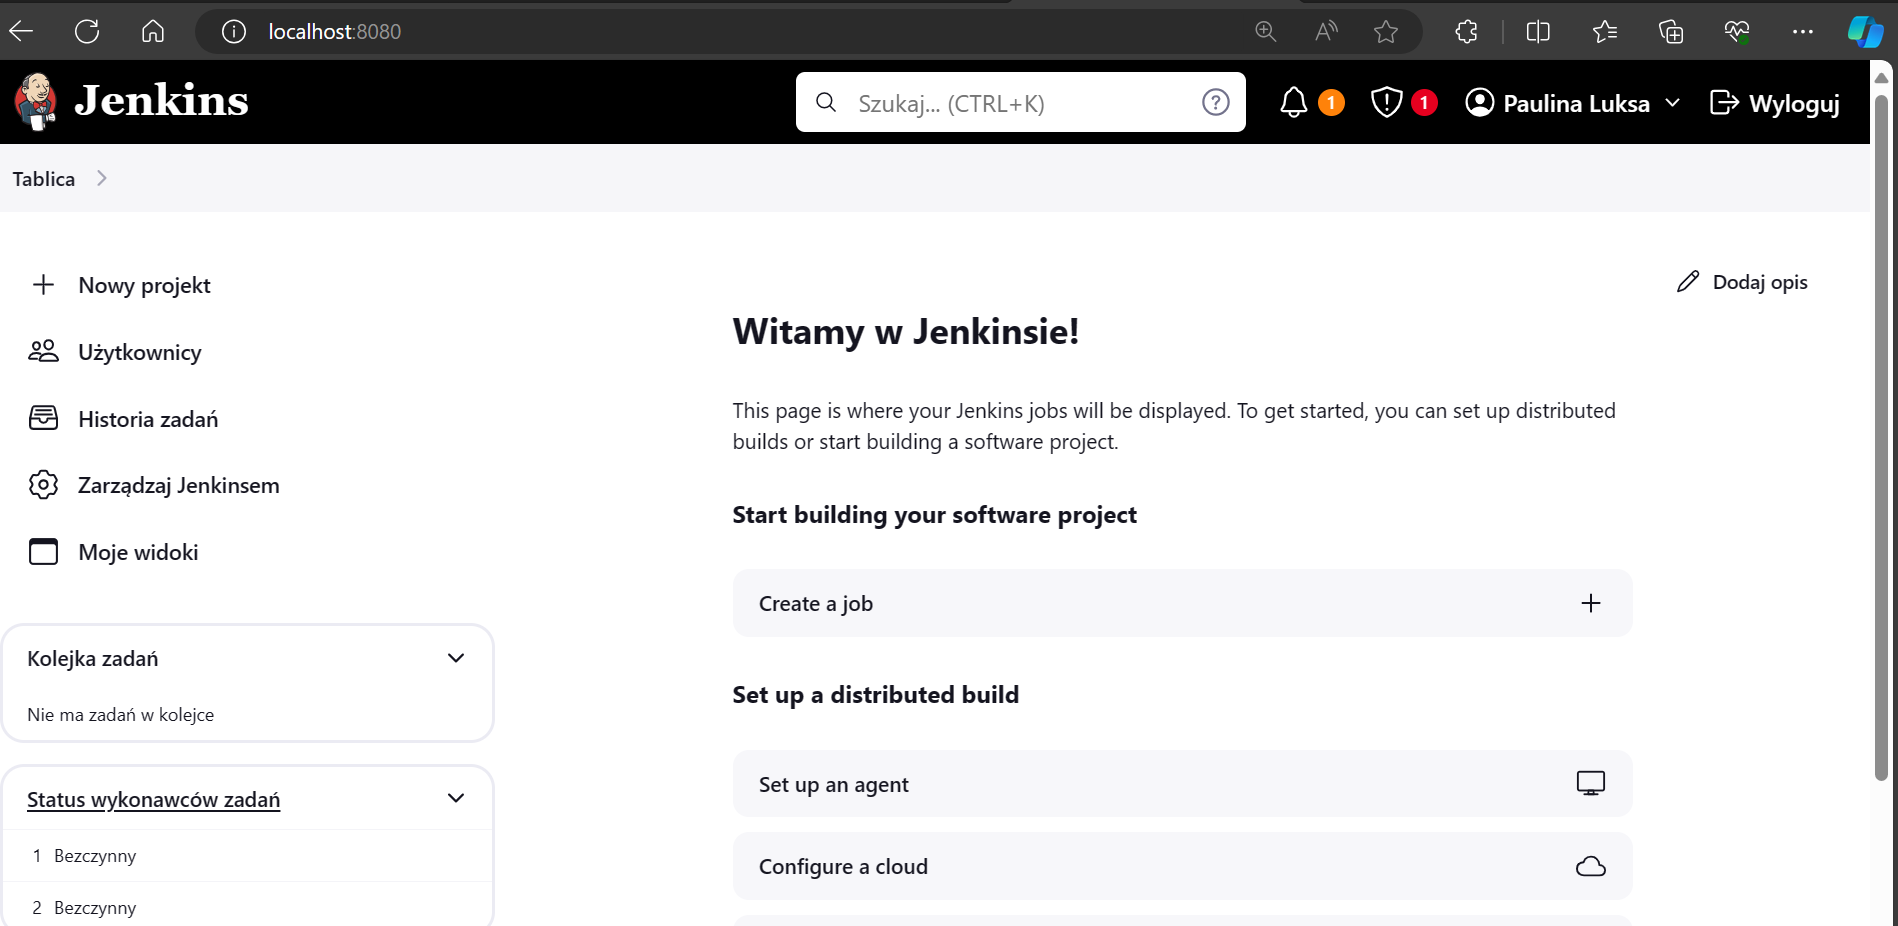 localhost:8080
Jenkins
Szukaj... (CTRL+K)
1
1
Paulina Luksa
Wyloguj
Tablica
Nowy projekt
Użytkownicy
Historia zadań
Zarządzaj Jenkinsem
Moje widoki
Kolejka zadań
Nie ma zadań w kolejce
Status wykonawców zadań
1 Bezczynny
2 Bezczynny
Dodaj opis
Witamy w Jenkinsie!
This page is where your Jenkins jobs will be displayed. To get started, you can set up distributed
builds or start building a software project.
Start building your software project
Create a job
Set up a distributed build
Set up an agent
Configure a cloud